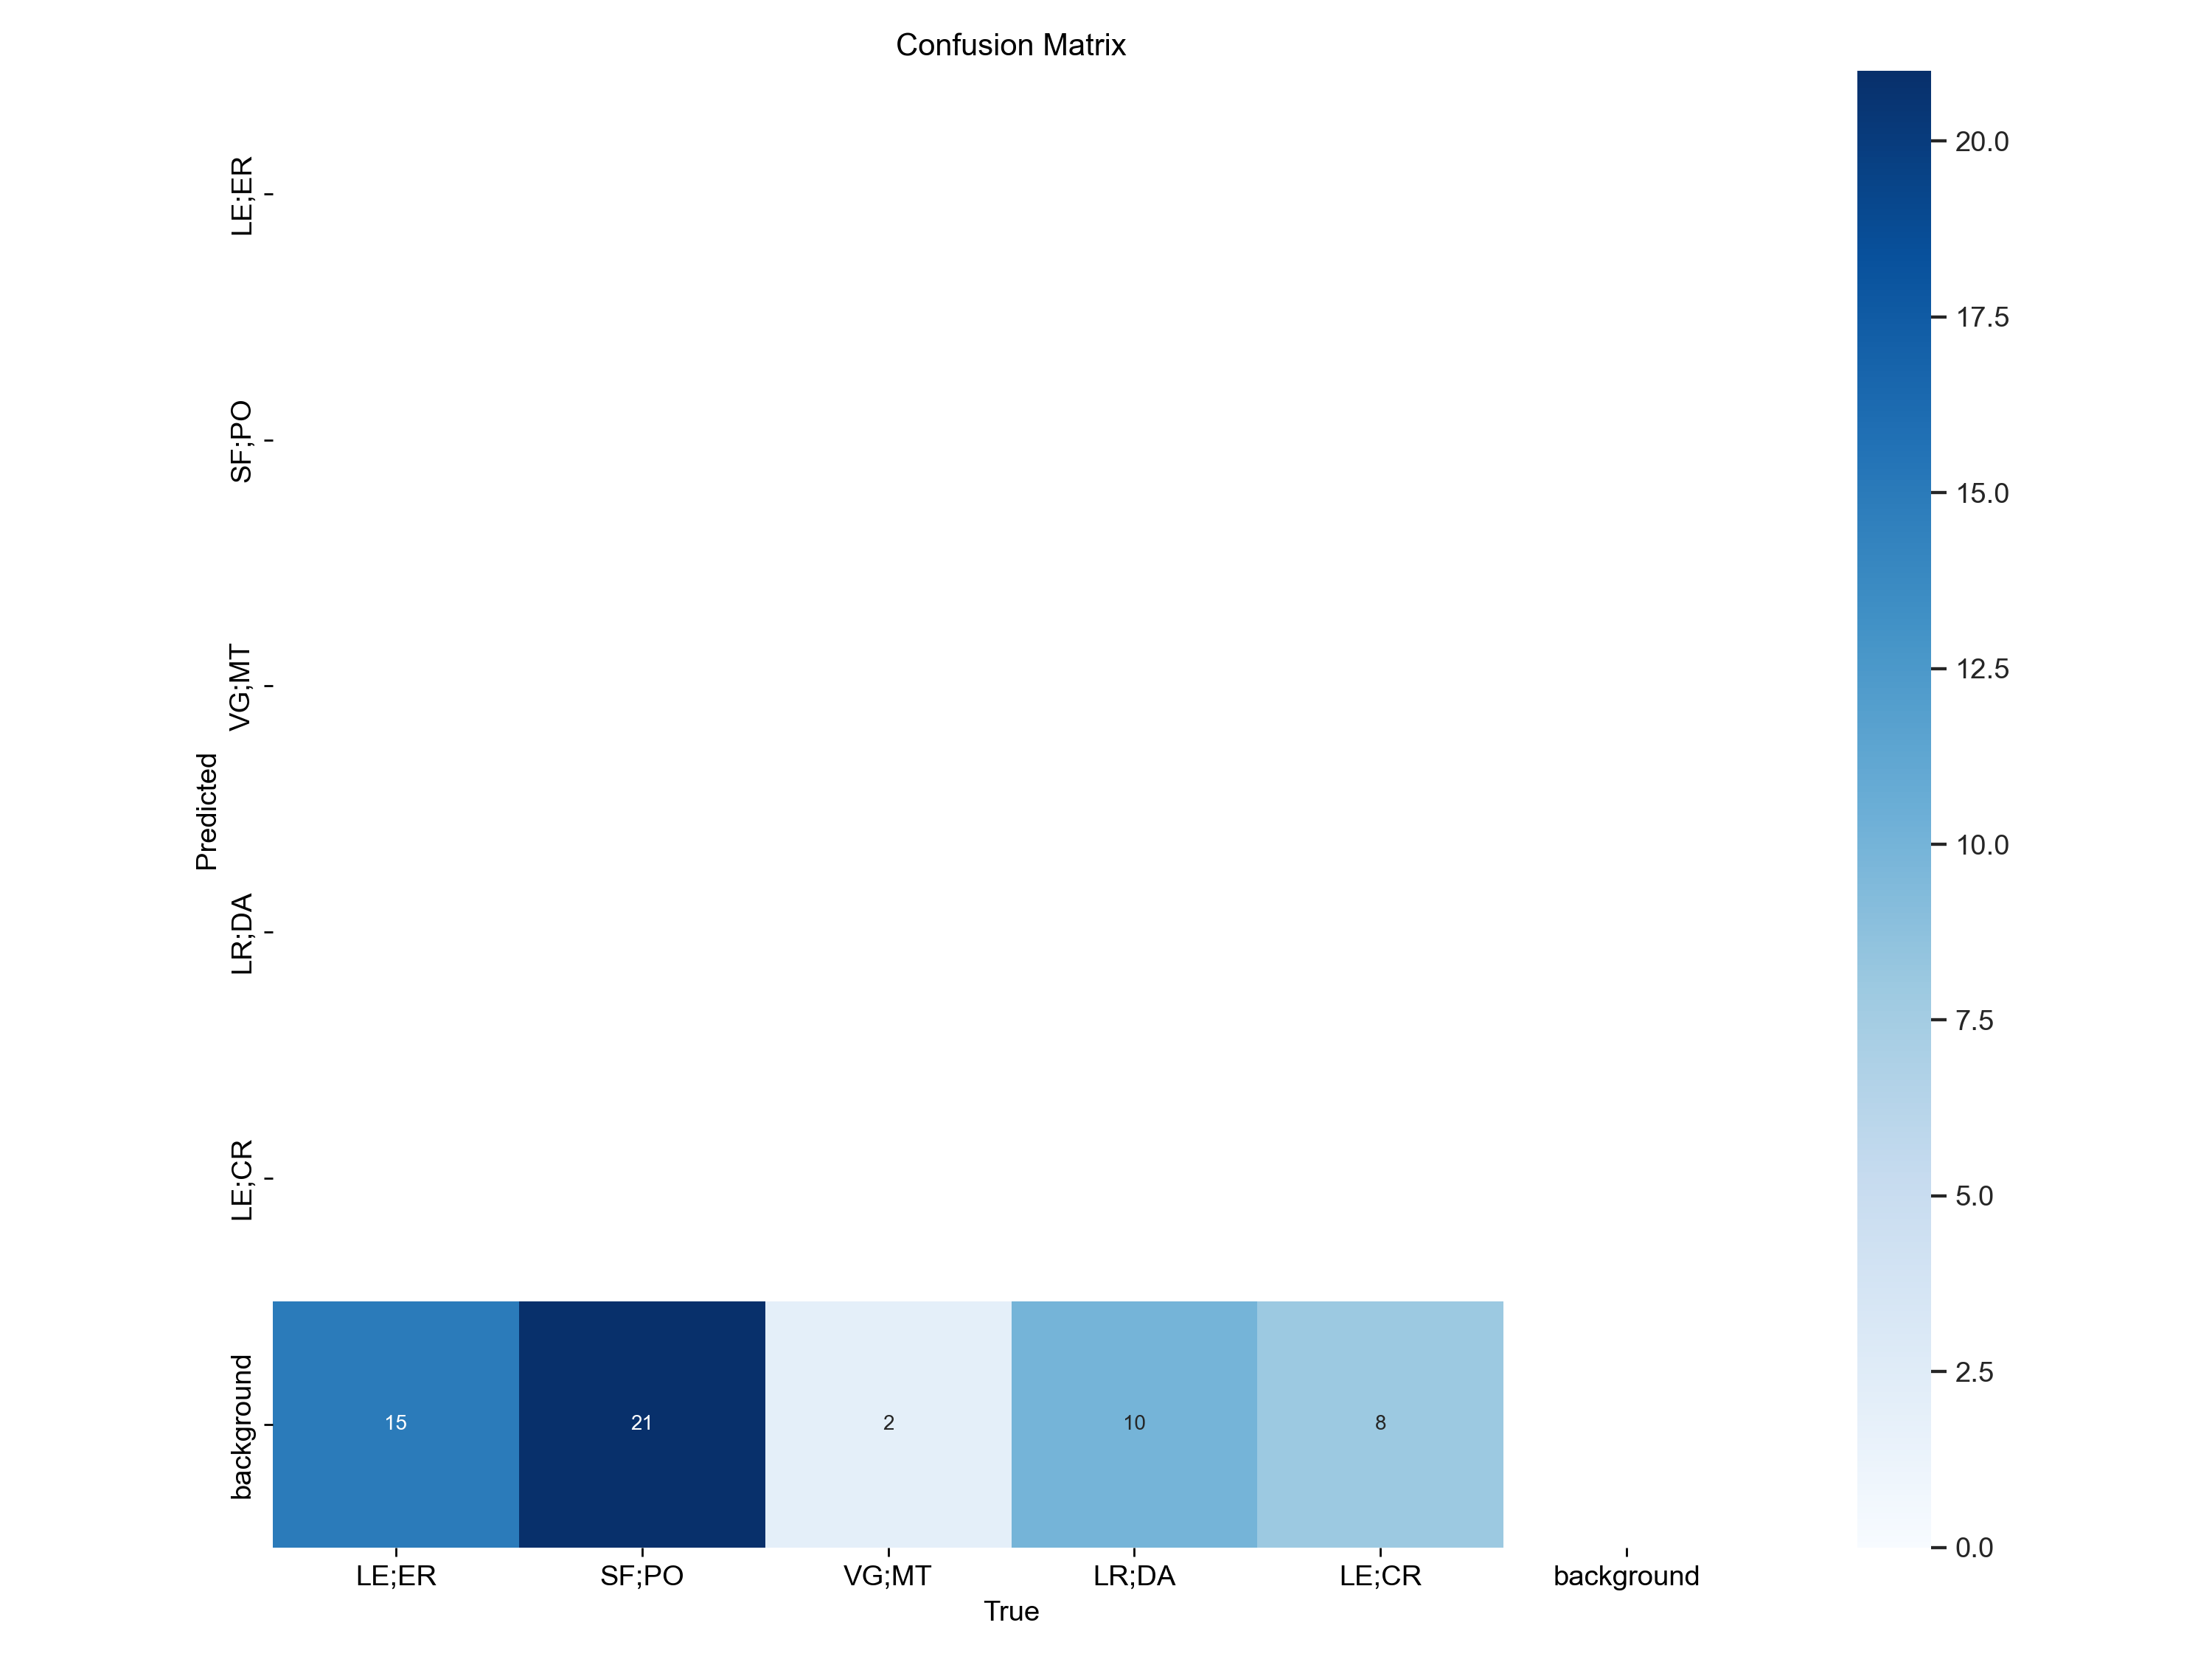 Confusion Matrix
LE;ER
SF;PO
VG;MT
LR;DA
LE;CR
background
Predicted
15 21 2 10 8
LE;ER SF;PO VG;MT LR;DA LE;CR background
True
20.0
17.5
15.0
12.5
10.0
7.5
5.0
2.5
0.0